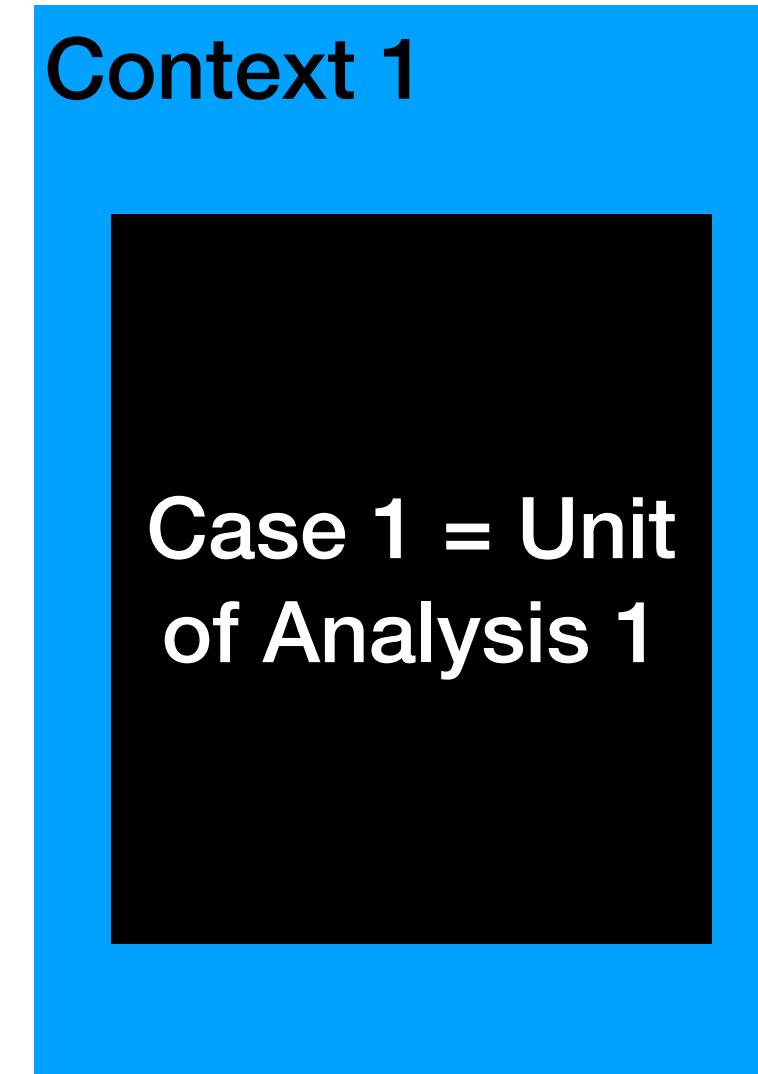 Context 1
Case 1 = Unit
of Analysis 1